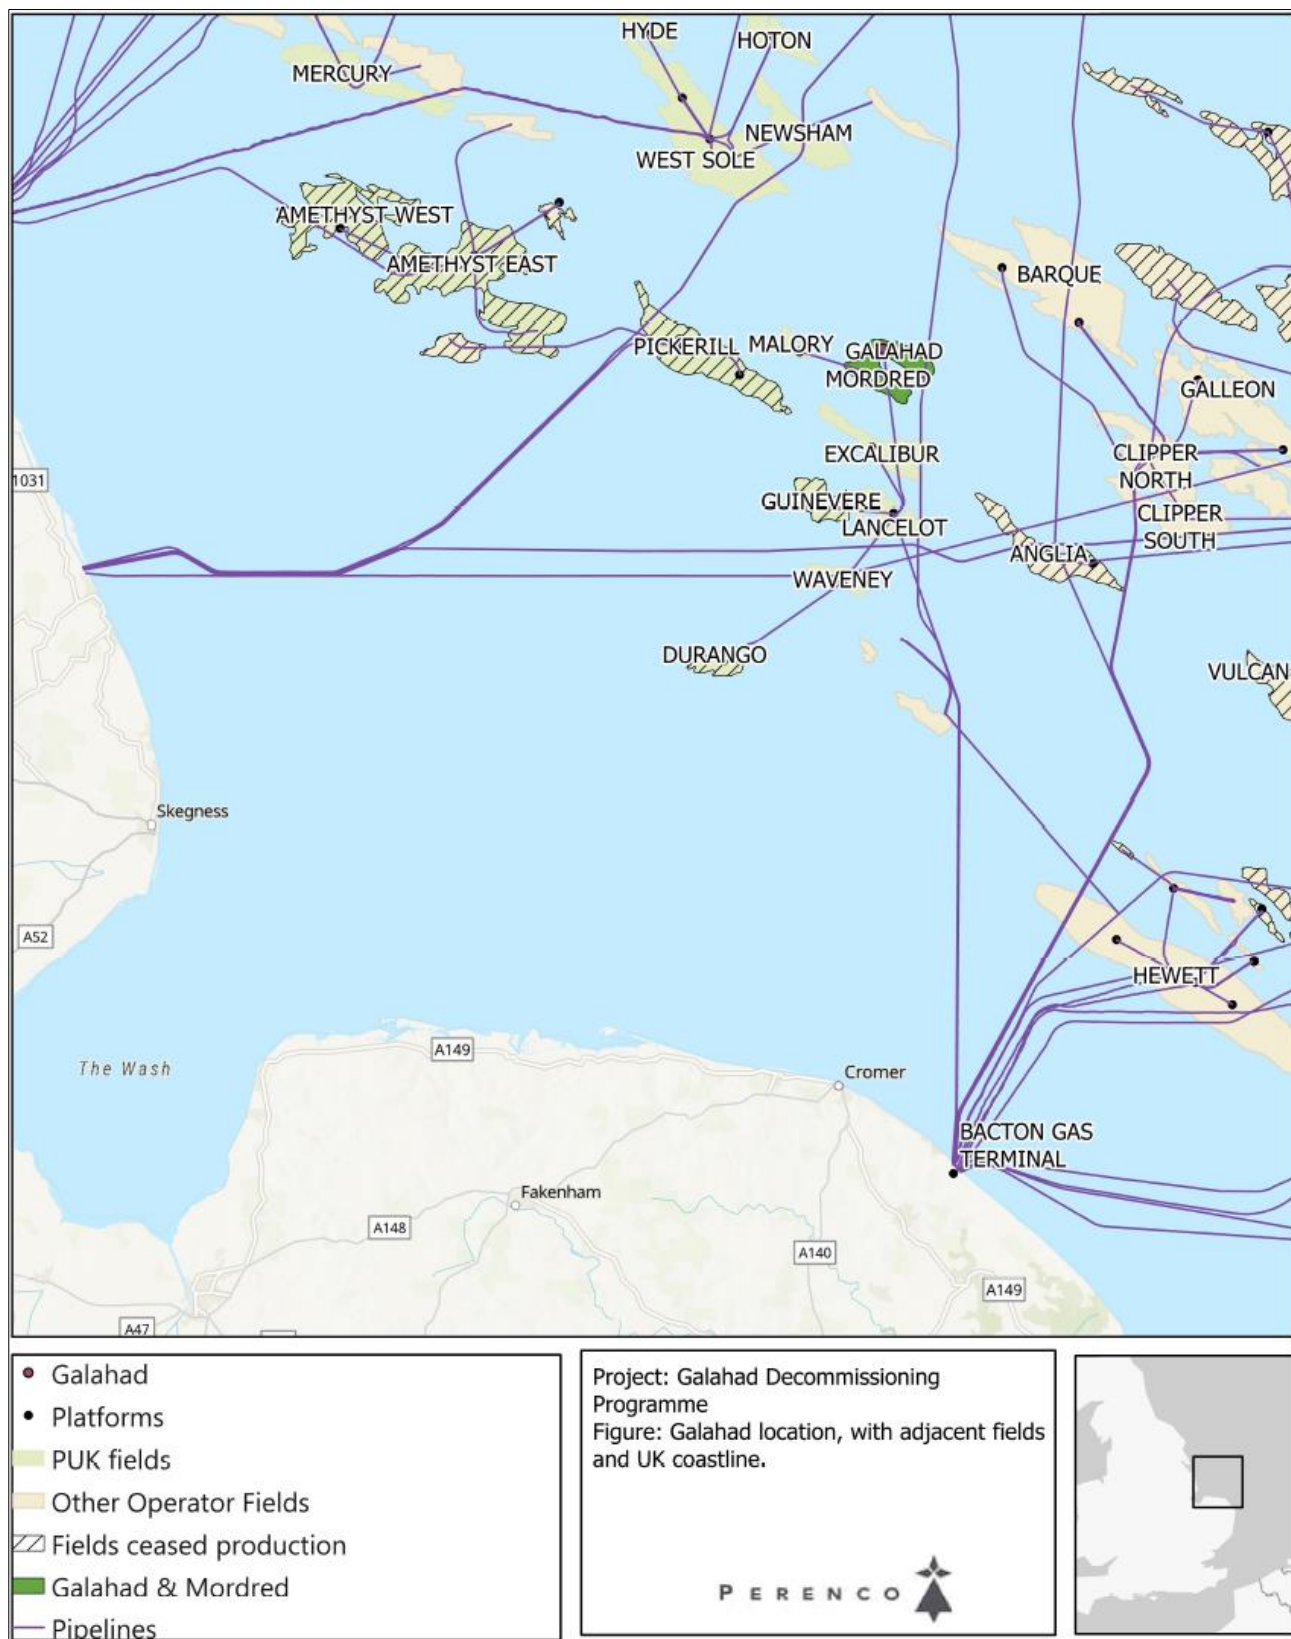 HYDE
HOTON
MERCURY
NEWSHAM
WEST SOLE
AMETHYST WEST
AMETHYST EAST
BARQUE
PICKERILL
MALORY
GALAHAD
MORDRED
GALLEON
EXCALIBUR
CLIPPER
NORTH
1031
GUINEVERE
LANCELOT
CLIPPER
SOUTH
ANGLIA
WAVENEY
DURANGO
VULCAN
Skegness
A52
HEWETT
The Wash
A149
Cromer
BACTON GAS
TERMINAL
Fakenham
A148
A140
A149
A47
Galahad
Platforms
PUK fields
Other Operator Fields
Fields ceased production
Galahad & Mordred
Pipelines
Project: Galahad Decommissioning
Programme
Figure: Galahad location, with adjacent fields
and UK coastline.
PERENCO